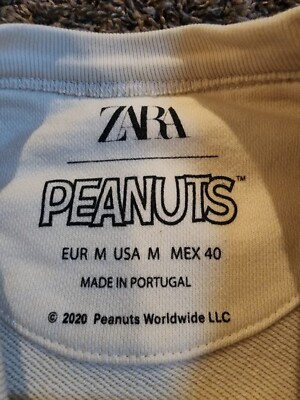 ZARA
PEANUTS™
EUR M USA M MEX 40
MADE IN PORTUGAL
© 2020 Peanuts Worldwide LLC